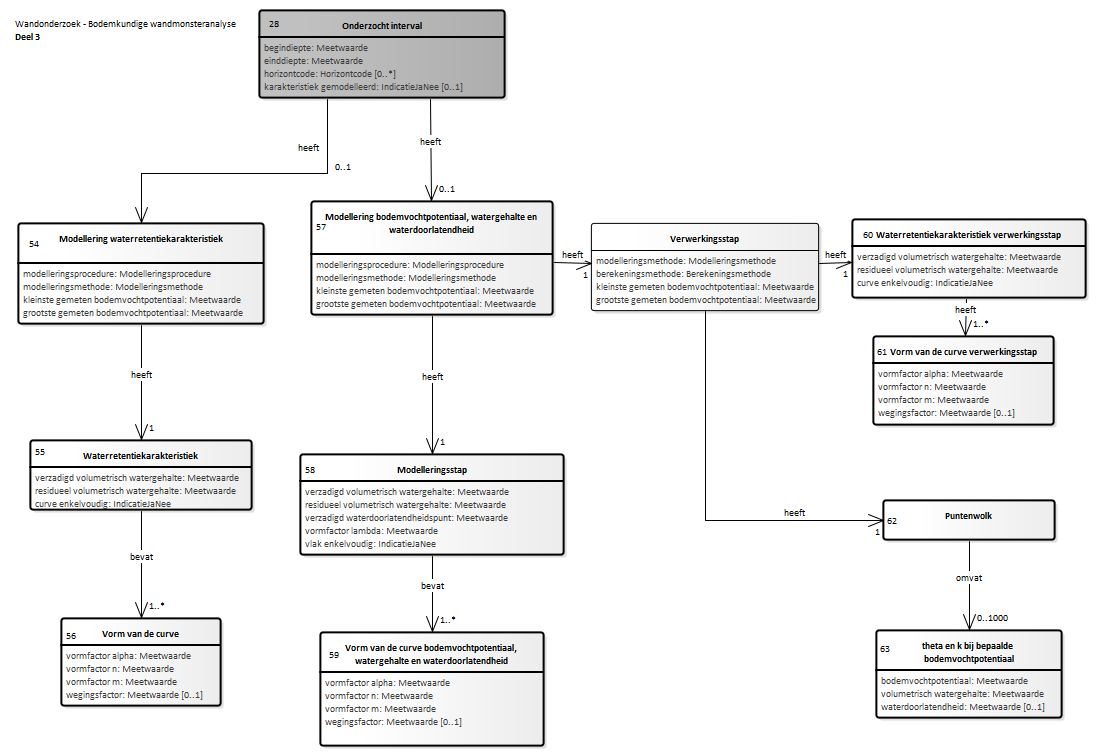 Wandonderzoek - Bodemkundige wandmonsteranalyse
Deel 3
28 Onderzocht interval
begindiepte: Meetwaarde
einddiepte: Meetwaarde
horizontcode: Horizontcode [0..*]
karakteristiek gemodelleerd: IndicatieJaNee [0..1]
heeft
0..1
heeft
0..1
54 Modellering waterretentiekarakteristiek
modelleringsprocedure: Modelleringsprocedure
modelleringsmethode: Modelleringsmethode
kleinste gemeten bodemvochtpotentiaal: Meetwaarde
grootste gemeten bodemvochtpotentiaal: Meetwaarde
57 Modellering bodemvochtpotentiaal, watergehalte en
waterdoorlatendheid
modelleringsprocedure: Modelleringsprocedure
modelleringsmethode: Modelleringsmethode
kleinste gemeten bodemvochtpotentiaal: Meetwaarde
grootste gemeten bodemvochtpotentiaal: Meetwaarde
heeft
1
Verwerkingsstap
modelleringsmethode: Modelleringsmethode
berekeningsmethode: Berekeningsmethode
kleinste gemeten bodemvochtpotentiaal: Meetwaarde
grootste gemeten bodemvochtpotentiaal: Meetwaarde
heeft
1
60 Waterretentiekarakteristiek verwerkingsstap
verzadigd volumetrisch watergehalte: Meetwaarde
residueel volumetrisch watergehalte: Meetwaarde
curve enkelvoudig: IndicatieJaNee
heeft
1..*
61 Vorm van de curve verwerkingsstap
vormfactor alpha: Meetwaarde
vormfactor n: Meetwaarde
vormfactor m: Meetwaarde
wegingsfactor: Meetwaarde [0..1]
heeft
1
55 Waterretentiekarakteristiek
verzadigd volumetrisch watergehalte: Meetwaarde
residueel volumetrisch watergehalte: Meetwaarde
curve enkelvoudig: IndicatieJaNee
bevat
1..*
56 Vorm van de curve
vormfactor alpha: Meetwaarde
vormfactor n: Meetwaarde
vormfactor m: Meetwaarde
wegingsfactor: Meetwaarde [0..1]
heeft
1
58 Modelleringsstap
verzadigd volumetrisch watergehalte: Meetwaarde
residueel volumetrisch watergehalte: Meetwaarde
verzadigd waterdoorlatendheidspunt: Meetwaarde
vormfactor lambda: Meetwaarde
vlak enkelvoudig: IndicatieJaNee
bevat
1..*
59 Vorm van de curve bodemvochtpotentiaal,
watergehalte en waterdoorlatendheid
vormfactor alpha: Meetwaarde
vormfactor n: Meetwaarde
vormfactor m: Meetwaarde
wegingsfactor: Meetwaarde [0..1]
heeft
1
62 Puntenwolk
omvat
0..1000
63 theta en k bij bepaalde
bodemvochtpotentiaal
bodemvochtpotentiaal: Meetwaarde
volumetrisch watergehalte: Meetwaarde
waterdoorlatendheid: Meetwaarde [0..1]